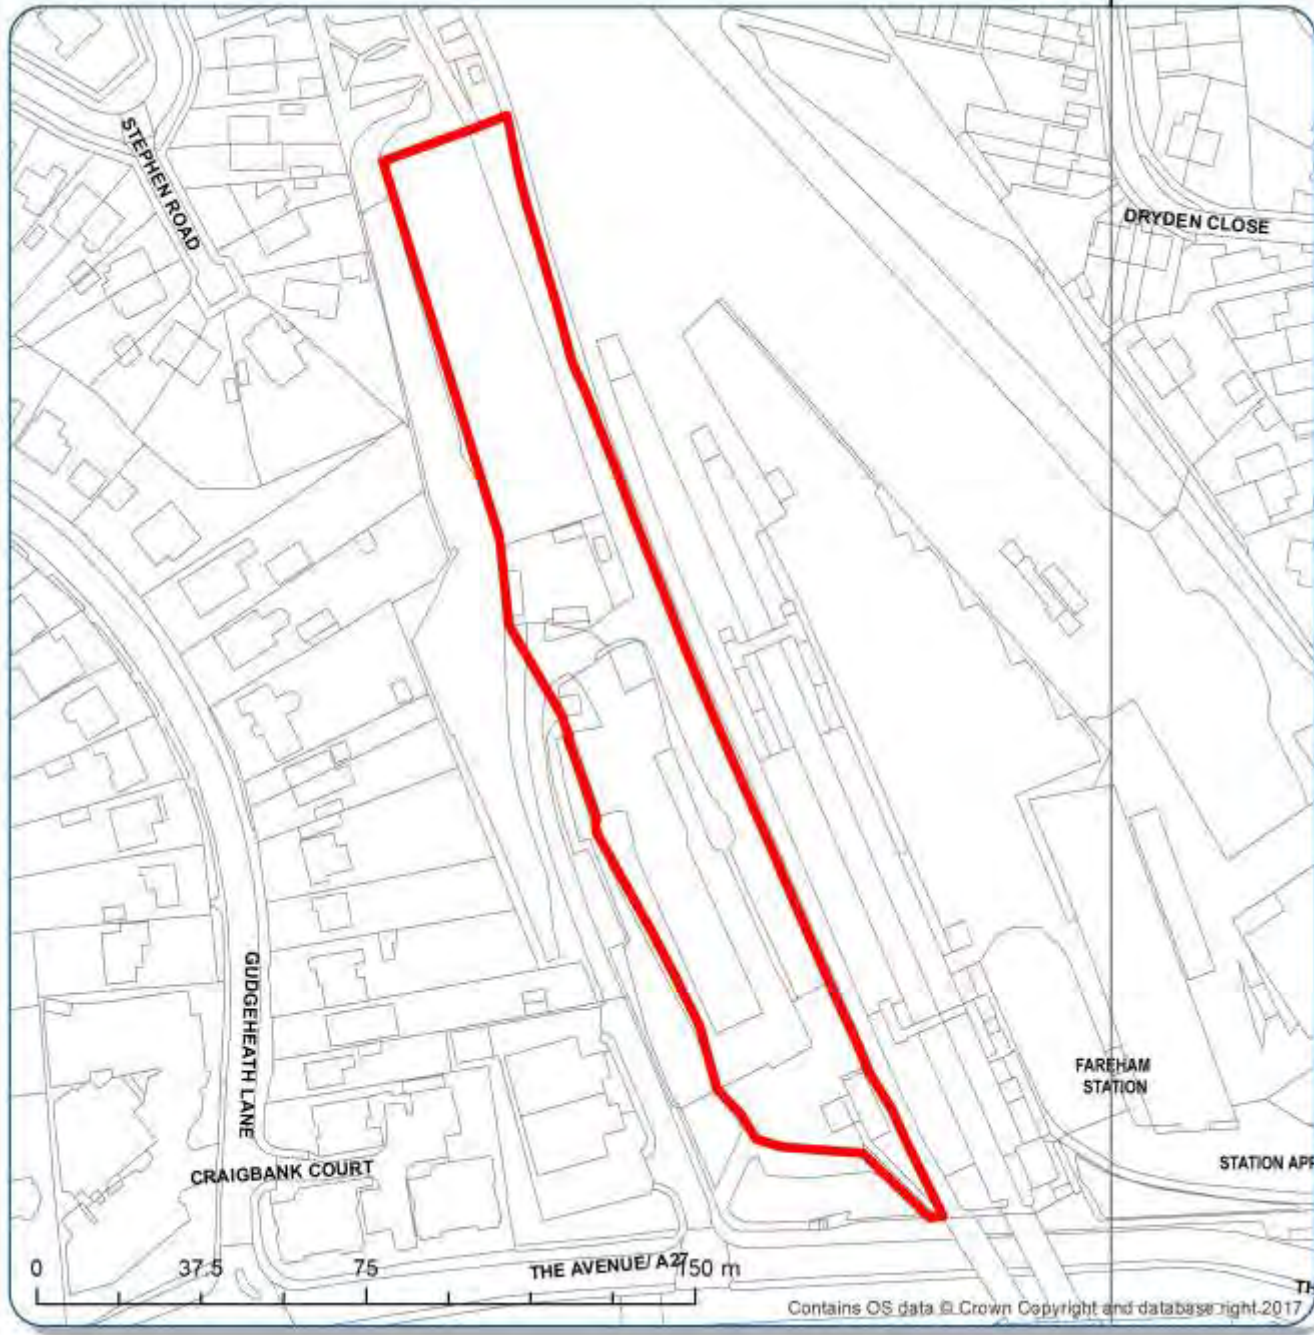 STEPHEN ROAD
DRYDEN CLOSE
GUDGEHEATH LANE
FAREHAM
STATION
STATION
CRAIGBANK COURT
THE AVENUE/ A27
0 37.5 75 150 m
Contains OS data © Crown Copyright and database right 2017